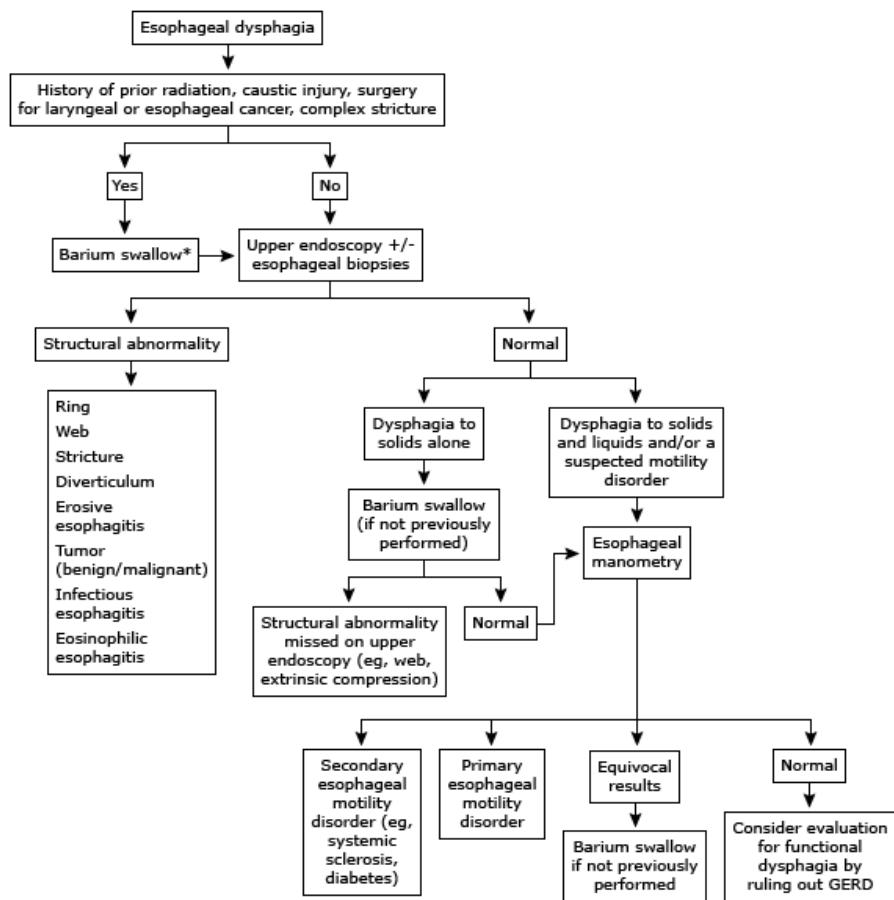 Esophageal dysphagia
History of prior radiation, caustic injury, surgery
for laryngeal or esophageal cancer, complex stricture
Yes
No
Barium swallow*
Upper endoscopy +/-
esophageal biopsies
Structural abnormality
Normal
Ring
Web
Stricture
Diverticulum
Erosive
esophagitis
Tumor
(benign/malignant)
Infectious
esophagitis
Eosinophilic
esophagitis
Dysphagia to
solids alone
Dysphagia to solids
and liquids and/or a
suspected motility
disorder
Barium swallow
(if not previously
performed)
Esophageal
manometry
Structural abnormality
missed on upper
endoscopy (eg, web,
extrinsic compression)
Normal
Secondary
esophageal
motility
disorder (eg,
systemic
sclerosis,
diabetes)
Primary
esophageal
motility
disorder
Equivocal
results
Normal
Barium swallow
if not previously
performed
Consider evaluation
for functional
dysphagia by
ruling out GERD